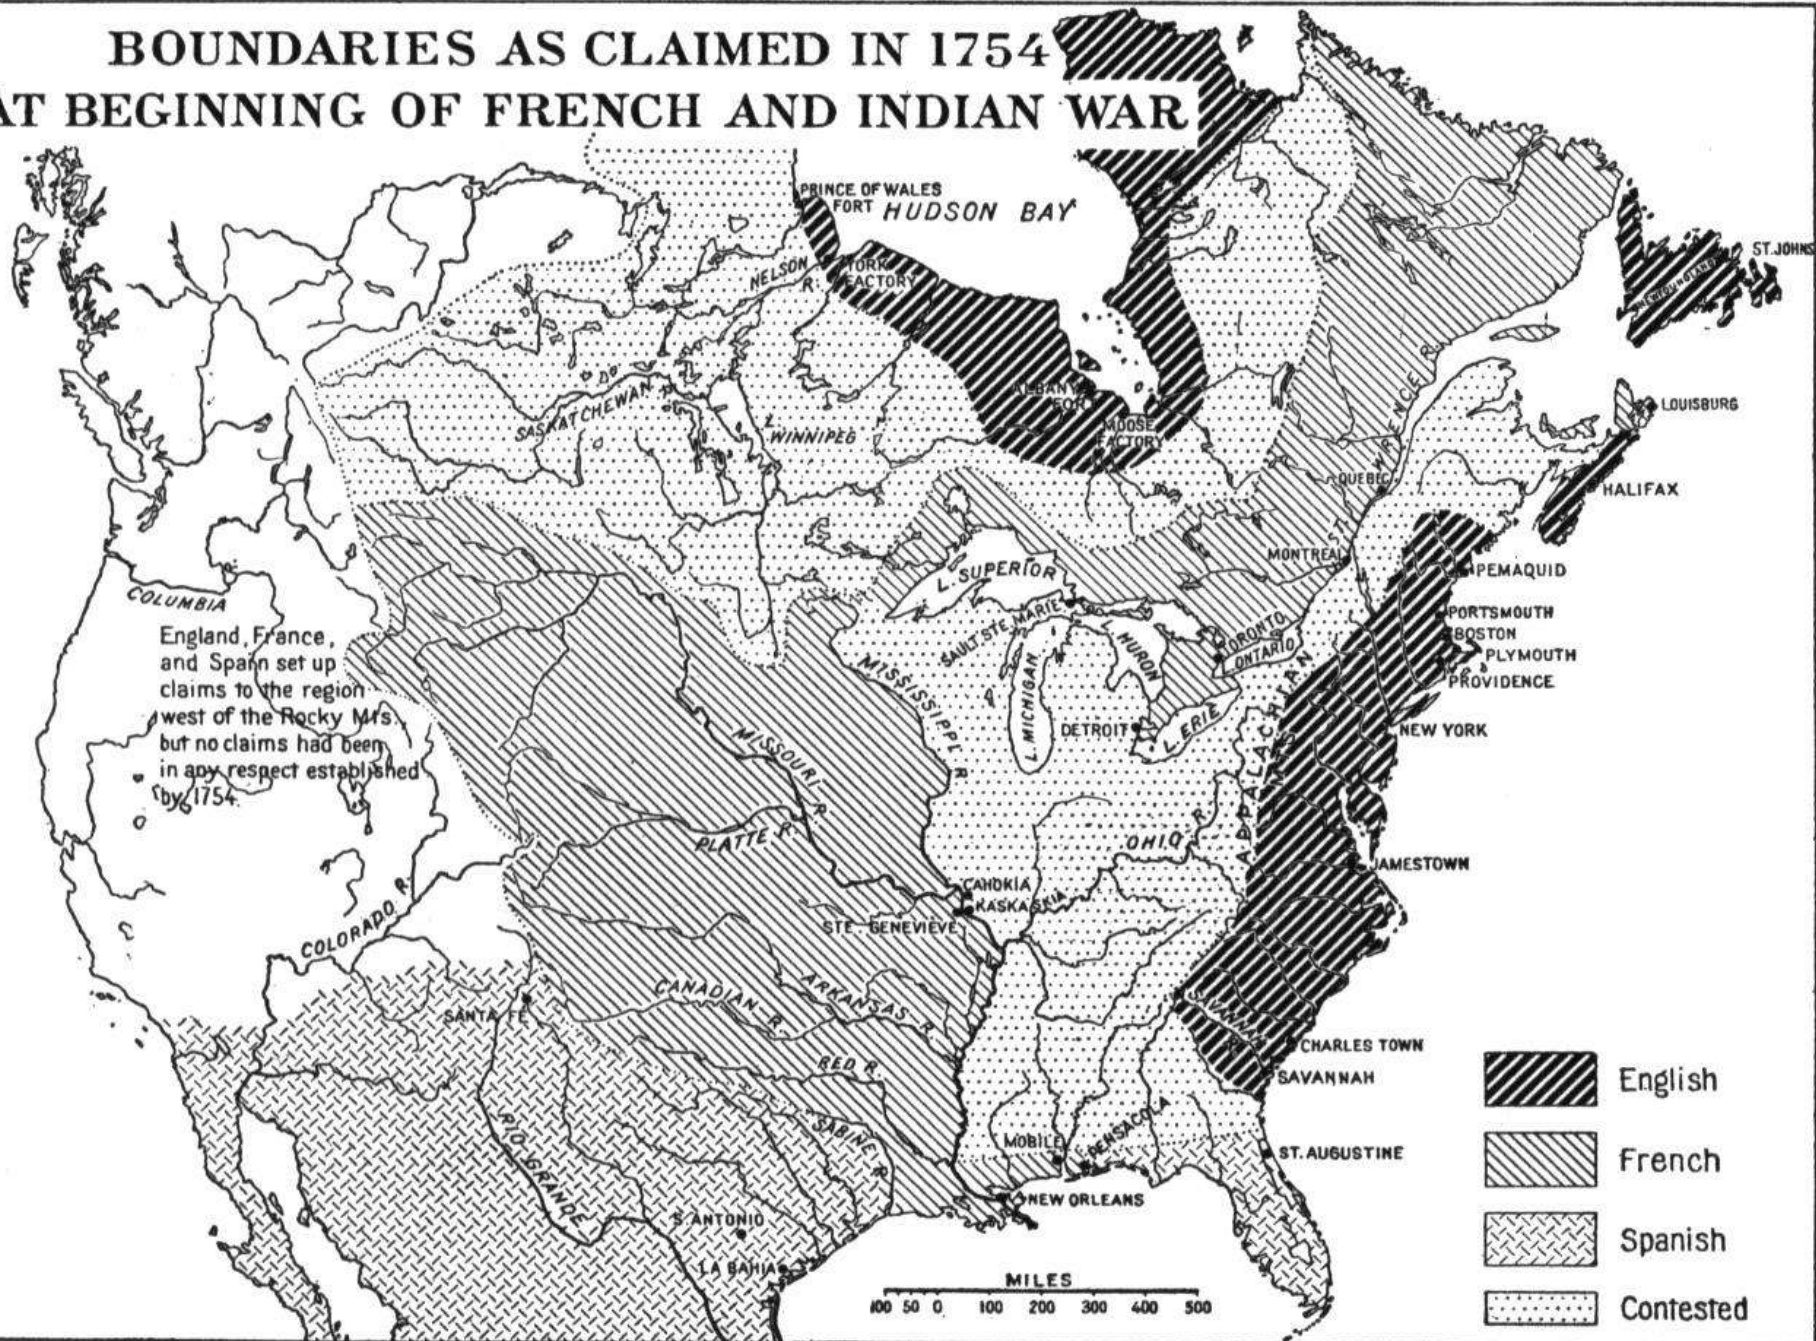 BOUNDARIES AS CLAIMED IN 1754
AT BEGINNING OF FRENCH AND INDIAN WAR
PRINCE OF WALES
FORT
HUDSON BAY
NELSON
R.
YORK
FACTORY
ST. JOHNS
NEWFOUNDLAND
ALBANY
FORT
MOOSE
FACTORY
SASKATCHEWAN
L.
WINNIPEG
LOUISBURG
HALIFAX
QUEBEC
ST. LAWRENCE R.
MONTREAL
PEMAQUID
PORTSMOUTH
BOSTON
PLYMOUTH
PROVIDENCE
NEW YORK
L. SUPERIOR
SAULT STE MARIE
L. HURON
L. MICHIGAN
TORONTO
ONTARIO
DETROIT
L. ERIE
COLUMBIA
England, France,
and Spain set up
claims to the region
west of the Rocky Mts.
but no claims had been
in any respect established
by 1754.
MISSISSIPPI R
MISSOURI R.
PLATTE R.
OHIO R.
APPALACHIAN
MTS.
JAMESTOWN
CAHOKIA
KASKASKIA
STE. GENEVIEVE
COLORADO R.
SANTA FE
CANADIAN R.
ARKANSAS R.
RED R.
SABINE R.
RIO GRANDE
S. ANTONIO
LA BAHIA
SAVANNAH
R.
CHARLES TOWN
SAVANNAH
MOBILE
PENSACOLA
ST. AUGUSTINE
NEW ORLEANS
MILES
100 50 0 100 200 300 400 500
English
French
Spanish
Contested